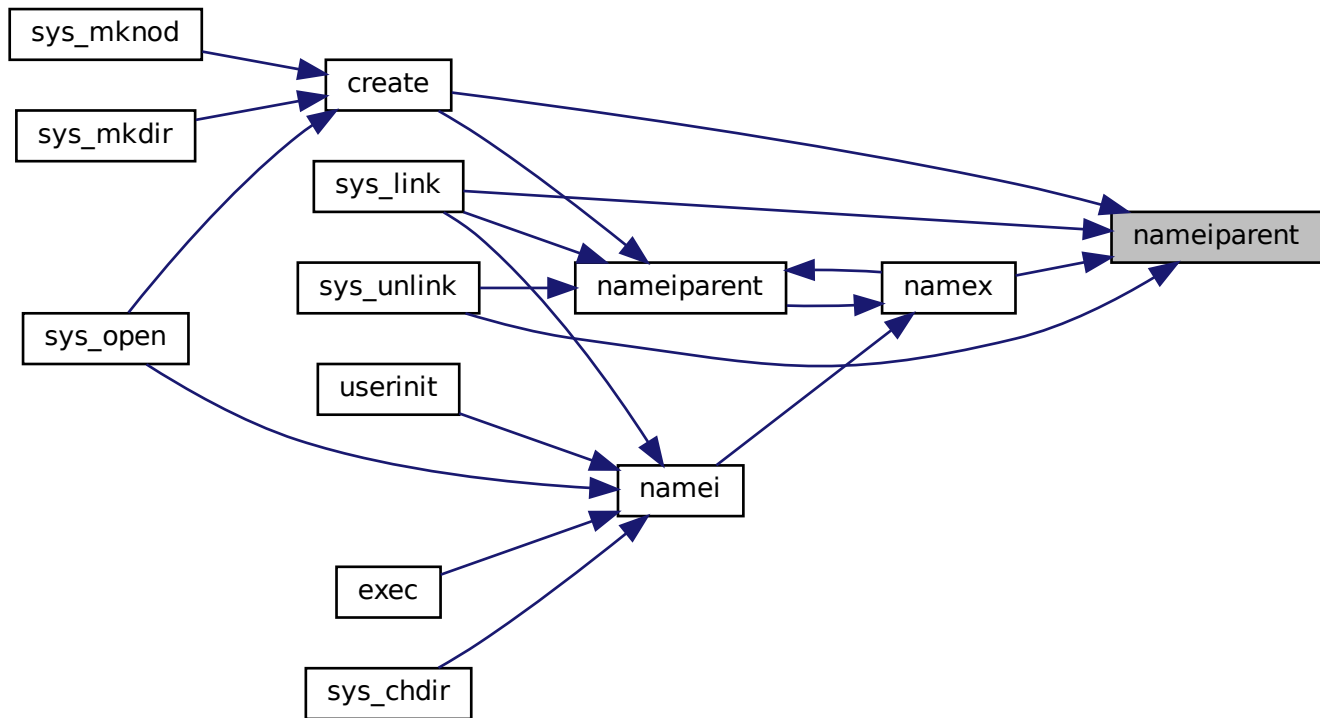 sys_mknod
create
sys_mkdir
sys_link
nameiparent
sys_unlink
nameiparent
namex
sys_open
userinit
namei
exec
sys_chdir